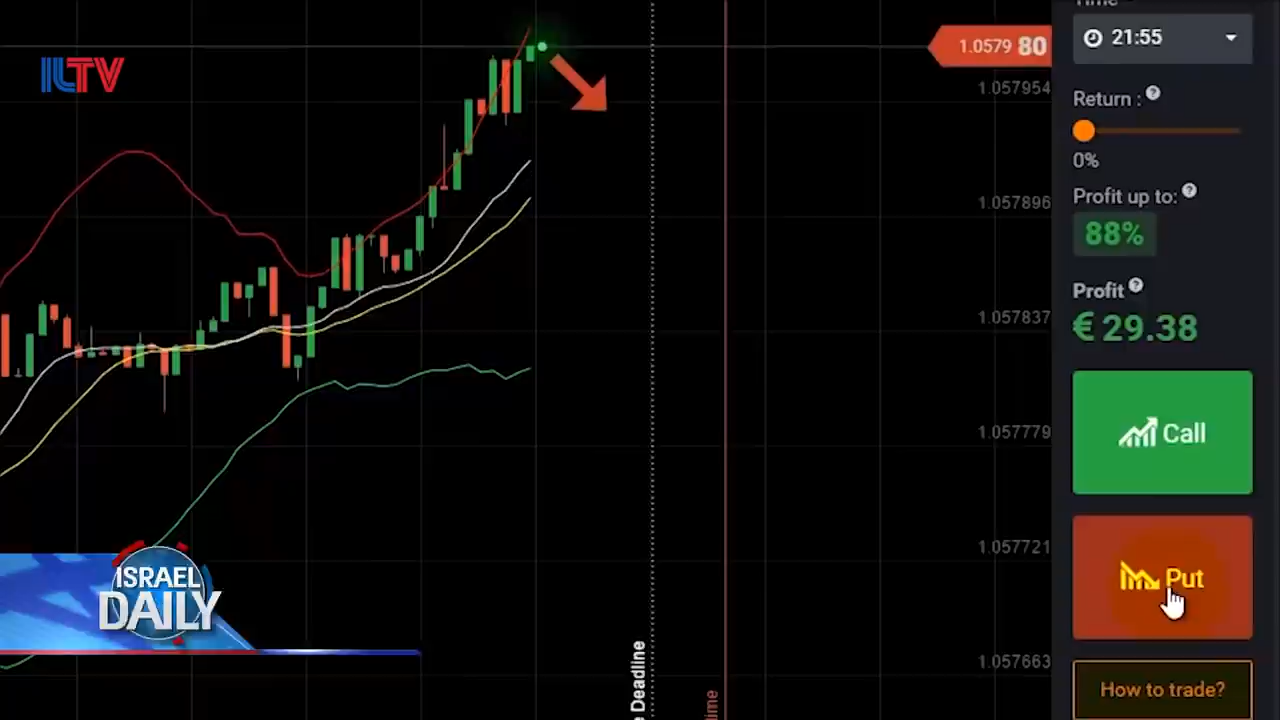 ILTV
1.0579 80
1.057954
1.057896
1.057837
1.057779
1.057721
1.057663
Time
21:55
Return :
0%
Profit up to:
88%
Profit
€ 29.38
Call
Put
How to trade?
Deadline
ISRAEL
DAILY